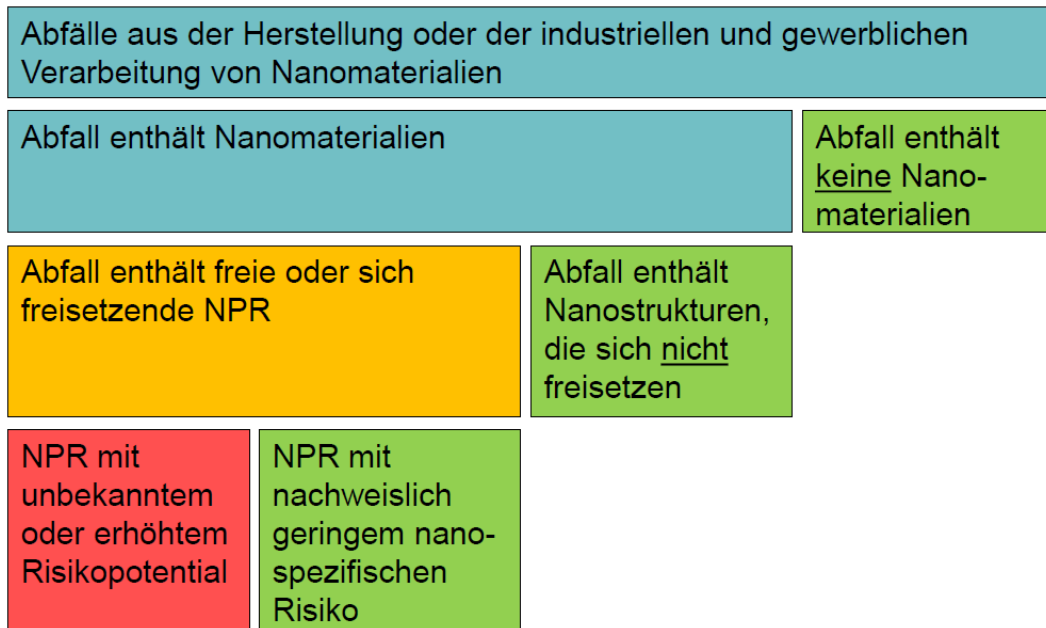 Abfälle aus der Herstellung oder der industriellen und gewerblichen
Verarbeitung von Nanomaterialien
Abfall enthält Nanomaterialien
Abfall enthält
keine Nano-
materialien
Abfall enthält freie oder sich
freisetzende NPR
Abfall enthält
Nanostrukturen,
die sich nicht
freisetzen
NPR mit
unbekanntem
oder erhöhtem
Risikopotential
NPR mit
nachweislich
geringem nano-
spezifischen
Risiko